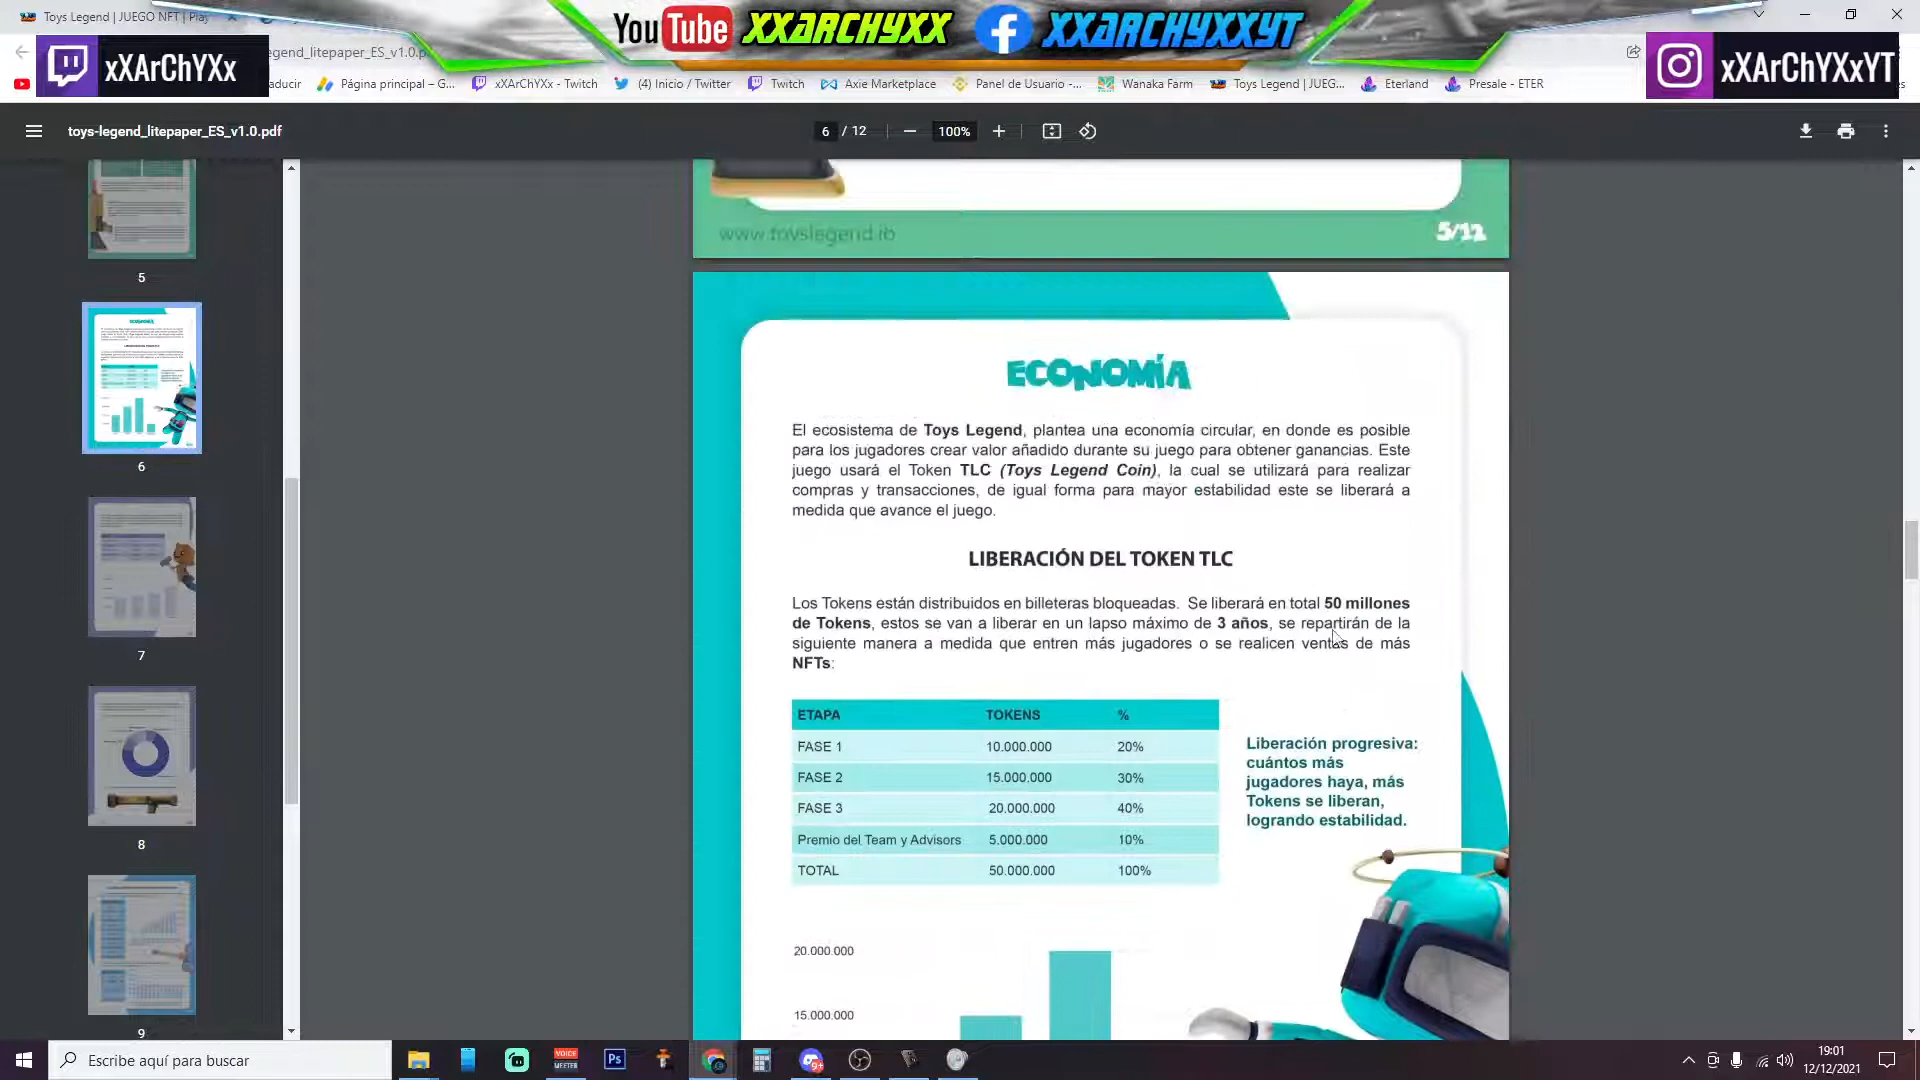 Toys Legend | JUEGO NFT | Play
YouTube xXArChYXx
xXArChYXxYT
xXArChYXx
egend_litepaper_ES_v1.0.p
xXArChYXxYT
aducir
Página principal – G...
xXArChYXx - Twitch
(4) Inicio / Twitter
Twitch
Axie Marketplace
Panel de Usuario -...
Wanaka Farm
Toys Legend | JUEG...
Eterland
Presale - ETER
toys-legend_litepaper_ES_v1.0.pdf
6 / 12
100%
5
6
7
8
9
www.toyslegend.io
5/12
ECONOMÍA
El ecosistema de Toys Legend, plantea una economía circular, en donde es posible
para los jugadores crear valor añadido durante su juego para obtener ganancias. Este
juego usará el Token TLC (Toys Legend Coin), la cual se utilizará para realizar
compras y transacciones, de igual forma para mayor estabilidad este se liberará a
medida que avance el juego.
LIBERACIÓN DEL TOKEN TLC
Los Tokens están distribuidos en billeteras bloqueadas. Se liberará en total 50 millones
de Tokens, estos se van a liberar en un lapso máximo de 3 años, se repartirán de la
siguiente manera a medida que entren más jugadores o se realicen ventas de más
NFTs:
ETAPA TOKENS %
FASE 1 10.000.000 20%
FASE 2 15.000.000 30%
FASE 3 20.000.000 40%
Premio del Team y Advisors 5.000.000 10%
TOTAL 50.000.000 100%
Liberación progresiva:
cuántos más
jugadores haya, más
Tokens se liberan,
logrando estabilidad.
20.000.000
15.000.000
Escribe aquí para buscar
VOICE
MEETER
Ps
9+
19:01
12/12/2021